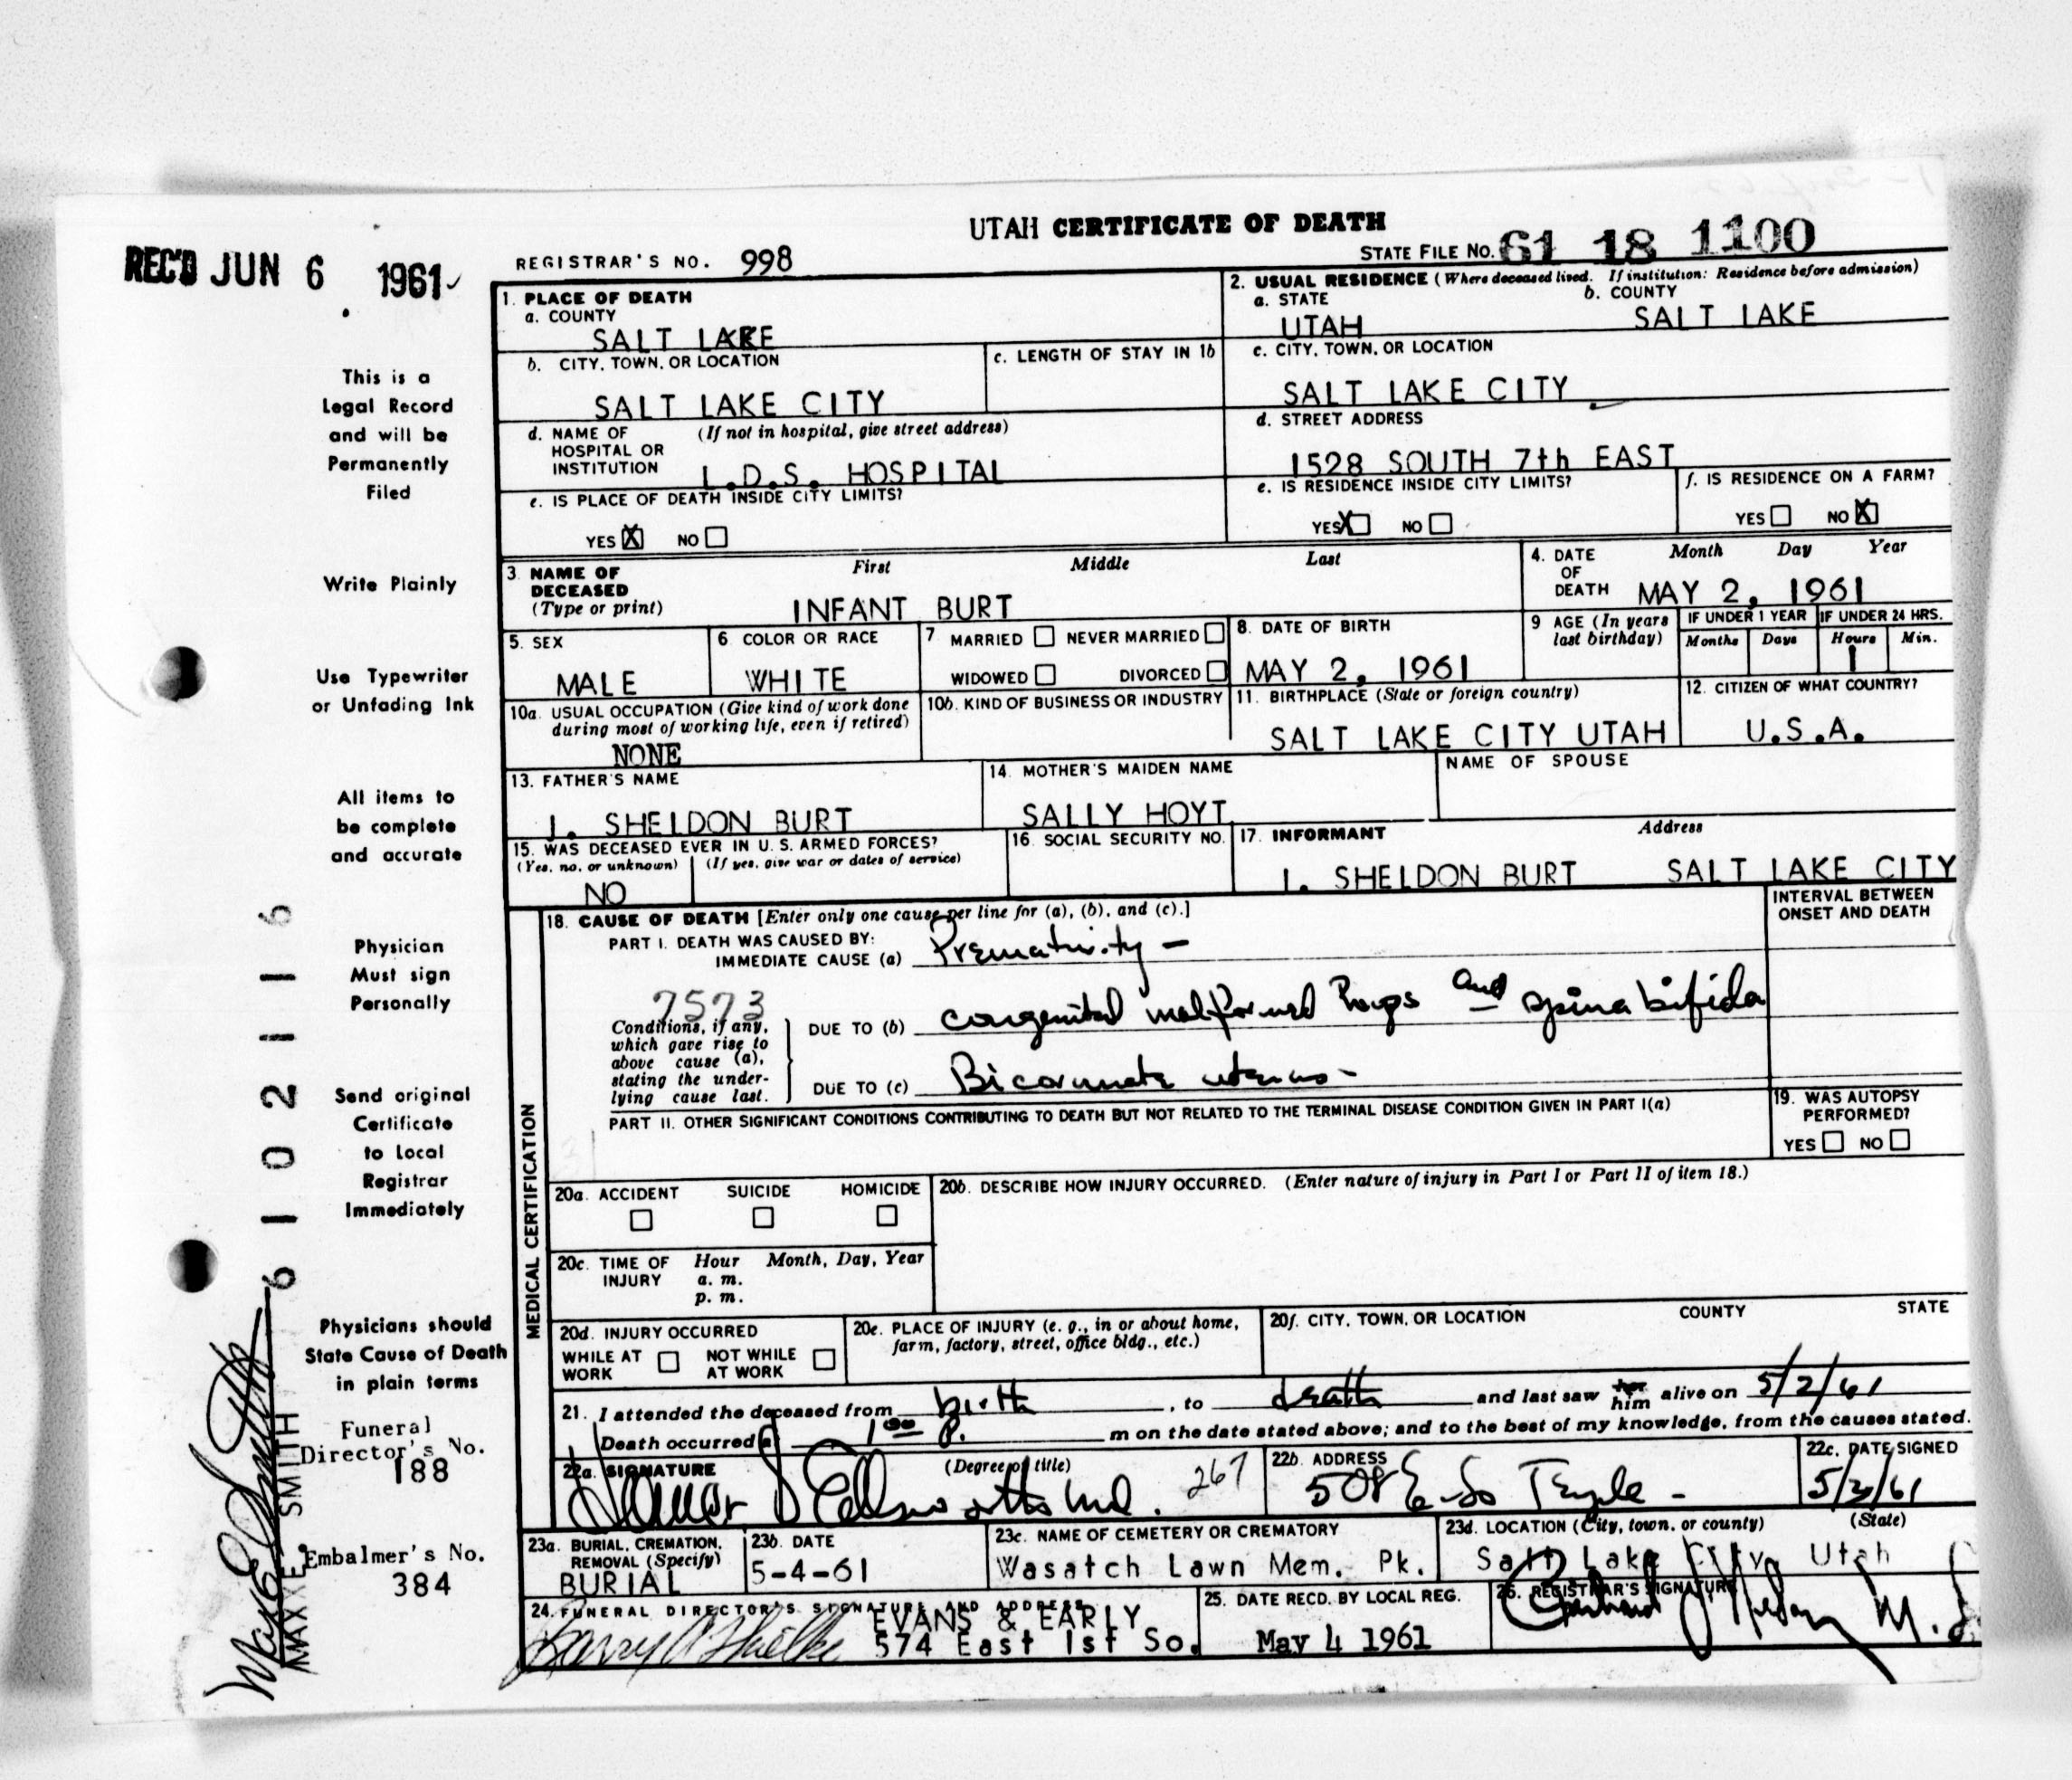 UTAH CERTIFICATE OF DEATH
REC'D JUN 6 1961
REGISTRAR'S NO. 998
STATE FILE NO. 61 18 1100
1. PLACE OF DEATH
a. COUNTY
SALT LAKE
2. USUAL RESIDENCE (Where deceased lived. If institution: Residence before admission)
a. STATE
UTAH
b. COUNTY
SALT LAKE
b. CITY, TOWN, OR LOCATION
SALT LAKE CITY
c. LENGTH OF STAY IN 1b
c. CITY, TOWN, OR LOCATION
SALT LAKE CITY
d. NAME OF HOSPITAL OR INSTITUTION
(If not in hospital, give street address)
L.D.S. HOSPITAL
d. STREET ADDRESS
1528 SOUTH 7th EAST
e. IS PLACE OF DEATH INSIDE CITY LIMITS?
YES X NO
e. IS RESIDENCE INSIDE CITY LIMITS?
YES X NO
f. IS RESIDENCE ON A FARM?
YES NO X
3. NAME OF DECEASED
(Type or print)
First Middle Last
INFANT BURT
4. DATE OF DEATH
Month Day Year
MAY 2, 1961
5. SEX
MALE
6. COLOR OR RACE
WHITE
7 MARRIED NEVER MARRIED
WIDOWED DIVORCED
8. DATE OF BIRTH
MAY 2, 1961
9 AGE (In years last birthday)
IF UNDER 1 YEAR
Months Days
IF UNDER 24 HRS.
Hours Min.
1
10a. USUAL OCCUPATION (Give kind of work done during most of working life, even if retired)
NONE
10b. KIND OF BUSINESS OR INDUSTRY
11. BIRTHPLACE (State or foreign country)
SALT LAKE CITY UTAH
12. CITIZEN OF WHAT COUNTRY?
U.S.A.
13. FATHER'S NAME
I. SHELDON BURT
14. MOTHER'S MAIDEN NAME
SALLY HOYT
NAME OF SPOUSE
15. WAS DECEASED EVER IN U. S. ARMED FORCES?
(Yes, no, or unknown) (If yes, give war or dates of service)
NO
16. SOCIAL SECURITY NO.
17. INFORMANT Address
I. SHELDON BURT SALT LAKE CITY
MEDICAL CERTIFICATION
18. CAUSE OF DEATH [Enter only one cause per line for (a), (b), and (c).]
INTERVAL BETWEEN ONSET AND DEATH
PART I. DEATH WAS CAUSED BY:
IMMEDIATE CAUSE (a) Prematurity -
7573
Conditions, if any, which gave rise to above cause (a), stating the underlying cause last.
DUE TO (b) congenital malformed and spina bifida
DUE TO (c) Bicornuate uterus -
PART II. OTHER SIGNIFICANT CONDITIONS CONTRIBUTING TO DEATH BUT NOT RELATED TO THE TERMINAL DISEASE CONDITION GIVEN IN PART I(a)
19. WAS AUTOPSY PERFORMED?
YES NO
20a. ACCIDENT SUICIDE HOMICIDE
20b. DESCRIBE HOW INJURY OCCURRED. (Enter nature of injury in Part I or Part II of item 18.)
20c. TIME OF INJURY
Hour Month, Day, Year
a. m.
p. m.
20d. INJURY OCCURRED
WHILE AT WORK NOT WHILE AT WORK
20e. PLACE OF INJURY (e. g., in or about home, farm, factory, street, office bldg., etc.)
20f. CITY, TOWN, OR LOCATION COUNTY STATE
21. I attended the deceased from birth, to death and last saw her him alive on 5/2/61
Death occurred at 1:00 P. m on the date stated above; and to the best of my knowledge, from the causes stated.
22a. SIGNATURE (Degree or title)
Ellsworth MD. 267
22b. ADDRESS
508 E So Temple -
22c. DATE SIGNED
5/3/61
23a. BURIAL, CREMATION, REMOVAL (Specify)
BURIAL
23b. DATE
5-4-61
23c. NAME OF CEMETERY OR CREMATORY
Wasatch Lawn Mem. Pk.
23d. LOCATION (City, town, or county) (State)
Salt Lake City, Utah
24. FUNERAL DIRECTOR'S SIGNATURE AND ADDRESS
EVANS & EARLY
574 East 1st So.
25. DATE RECD. BY LOCAL REG.
May 4 1961
26. REGISTRAR'S SIGNATURE
This is a
Legal Record
and will be
Permanently
Filed
Write Plainly
Use Typewriter
or Unfading Ink
All items to
be complete
and accurate
Physician
Must sign
Personally
Send original
Certificate
to Local
Registrar
Immediately
Physicians should
State Cause of Death
in plain terms
Funeral
Director's No.
188
Embalmer's No.
384
6 1 0 2 1 1 6
Max E Smith
MAX E. SMITH